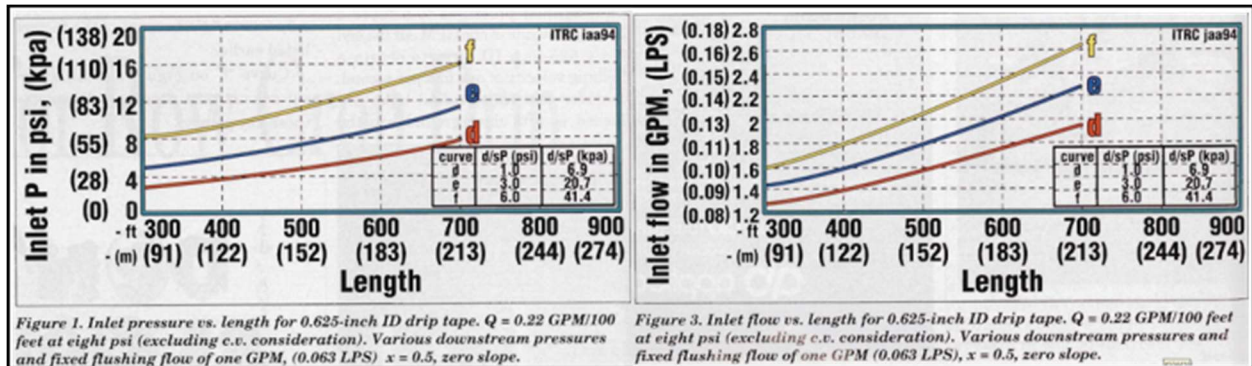 Inlet P in psi, (kpa)
(138) 20
(110) 16
(83) 12
(55) 8
(28) 4
(0) 0
ITRC iaa94
f
e
d
curve d/sP (psi) d/sP (kpa)
d 1.0 6.9
e 3.0 20.7
f 6.0 41.4
- ft 300 400 500 600 700 800 900
- (m) (91) (122) (152) (183) (213) (244) (274)
Length
Figure 1. Inlet pressure vs. length for 0.625-inch ID drip tape. Q = 0.22 GPM/100
feet at eight psi (excluding c.v. consideration). Various downstream pressures
and fixed flushing flow of one GPM, (0.063 LPS) x = 0.5, zero slope.
Inlet flow in GPM, (LPS)
(0.18) 2.8
(0.16) 2.6
(0.15) 2.4
(0.14) 2.2
(0.13) 2
(0.11) 1.8
(0.10) 1.6
(0.09) 1.4
(0.08) 1.2
ITRC jaa94
f
e
d
curve d/sP (psi) d/sP (kpa)
d 1.0 6.9
e 3.0 20.7
f 6.0 41.4
- ft 300 400 500 600 700 800 900
- (m) (91) (122) (152) (183) (213) (244) (274)
Length
Figure 3. Inlet flow vs. length for 0.625-inch ID drip tape. Q = 0.22 GPM/100 feet
at eight psi (excluding c.v. consideration). Various downstream pressures and
fixed flushing flow of one GPM (0.063 LPS), x = 0.5, zero slope.